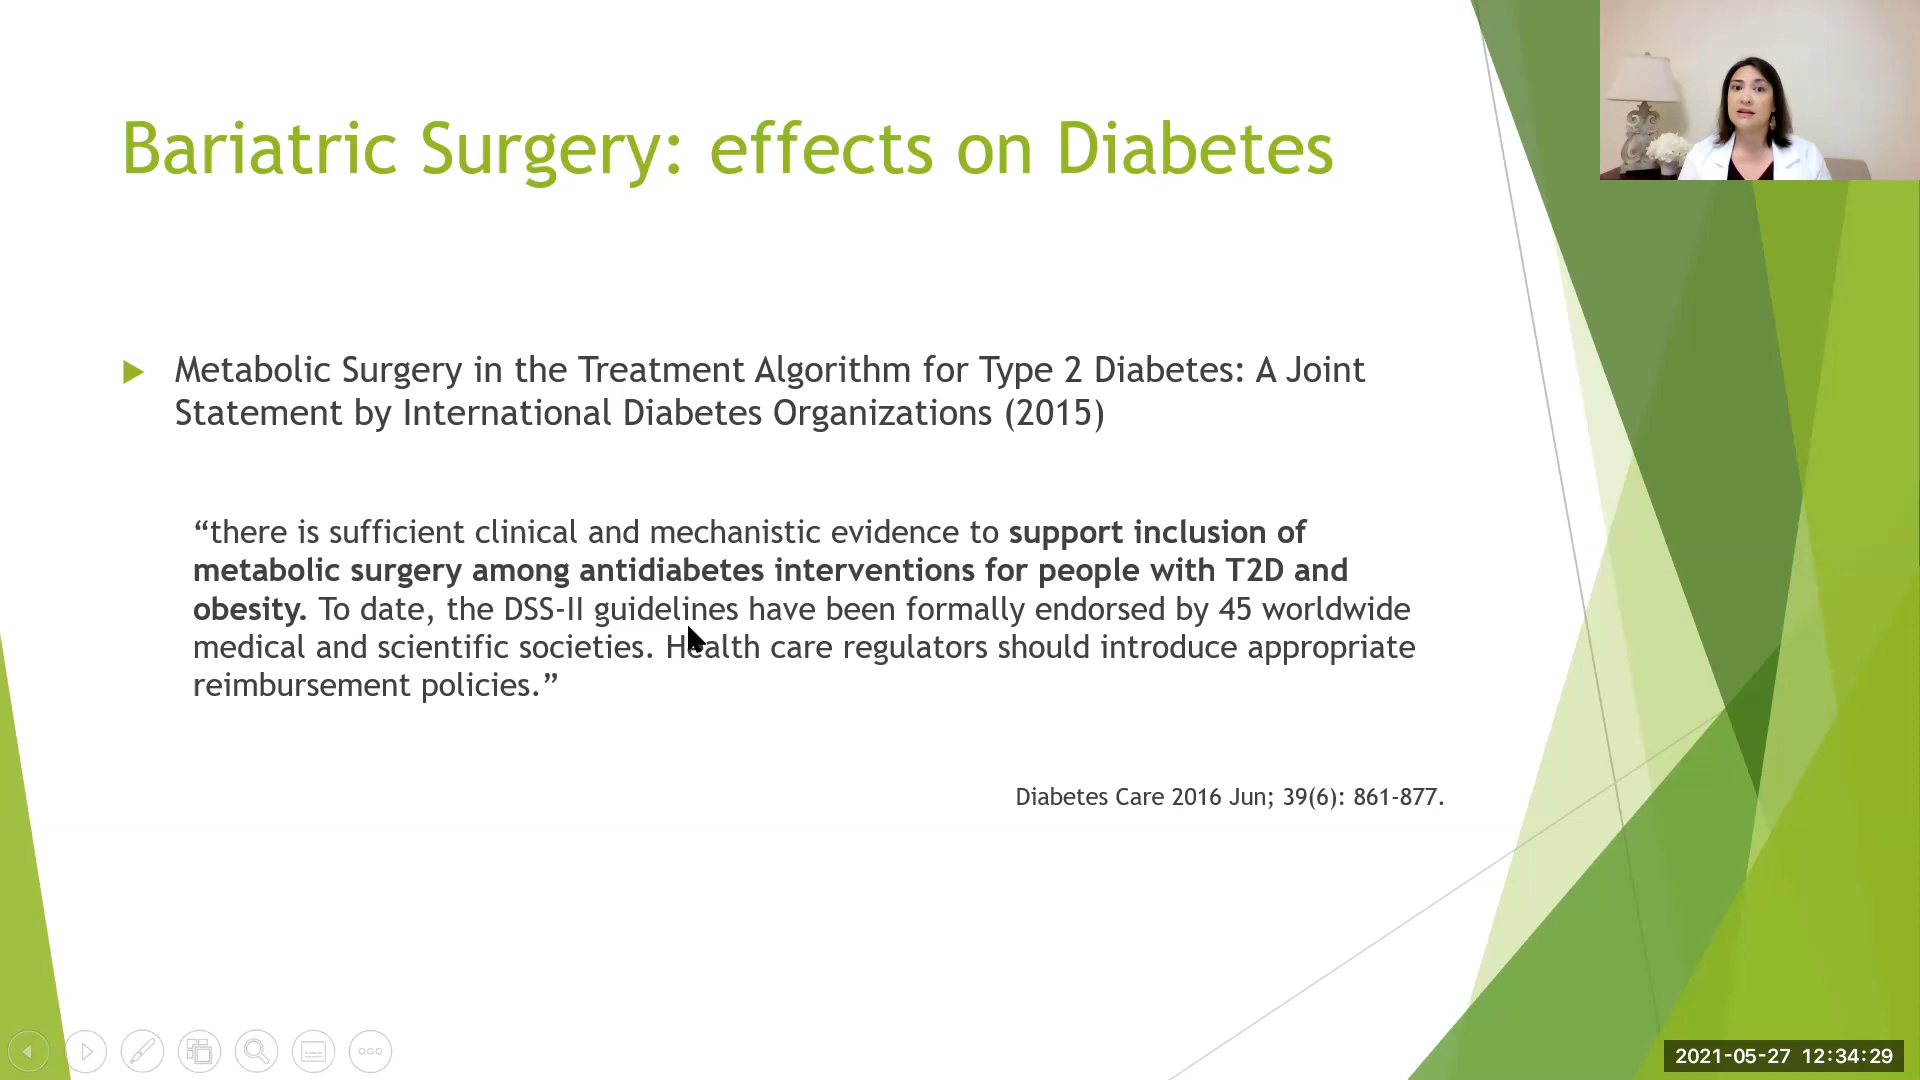 Bariatric Surgery: effects on Diabetes
Metabolic Surgery in the Treatment Algorithm for Type 2 Diabetes: A Joint
Statement by International Diabetes Organizations (2015)
“there is sufficient clinical and mechanistic evidence to support inclusion of
metabolic surgery among antidiabetes interventions for people with T2D and
obesity. To date, the DSS-II guidelines have been formally endorsed by 45 worldwide
medical and scientific societies. Health care regulators should introduce appropriate
reimbursement policies.”
Diabetes Care 2016 Jun; 39(6): 861-877.
2021-05-27 12:34:29